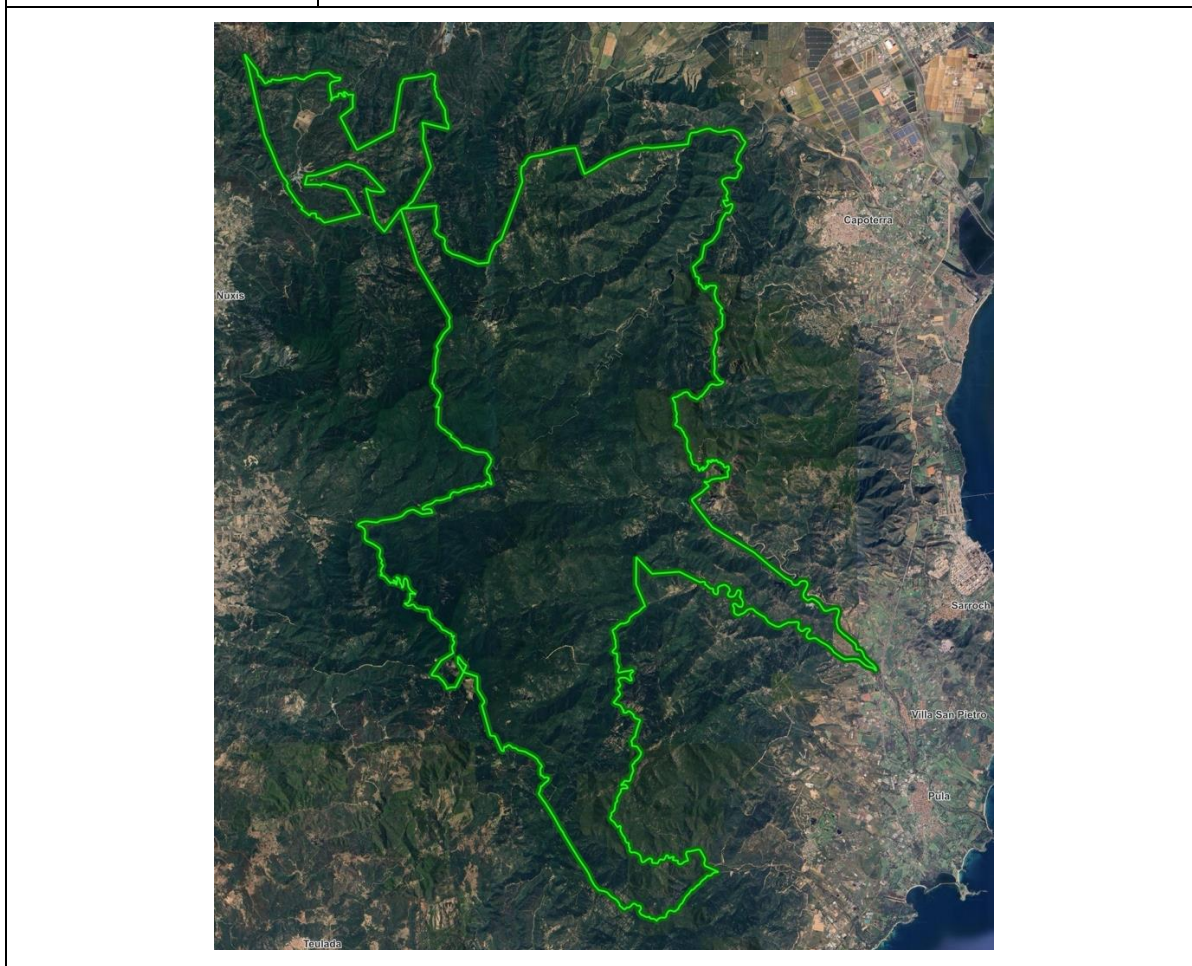 Capoterra
Nuxis
Sarroch
Villa San Pietro
Pula
Teulada